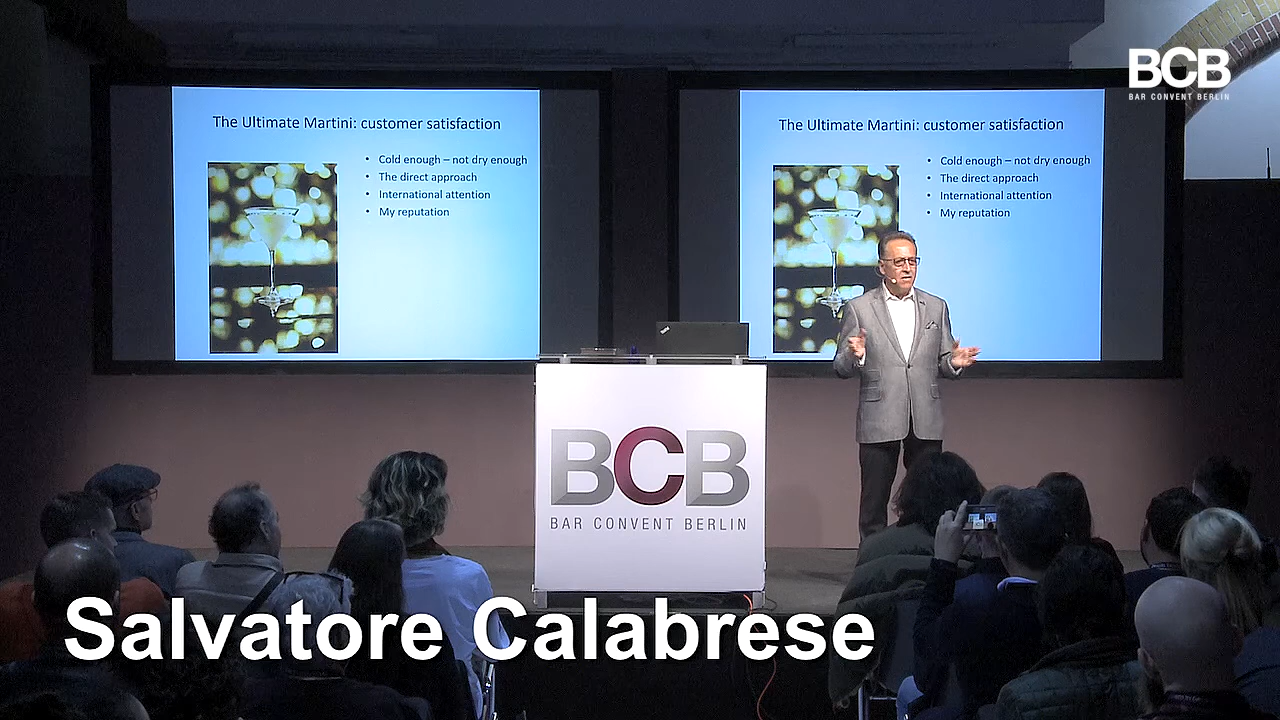 BCB
BAR CONVENT BERLIN
The Ultimate Martini: customer satisfaction
• Cold enough – not dry enough
• The direct approach
• International attention
• My reputation
The Ultimate Martini: customer satisfaction
• Cold enough – not dry enough
• The direct approach
• International attention
• My reputation
BCB
BAR CONVENT BERLIN
Salvatore Calabrese